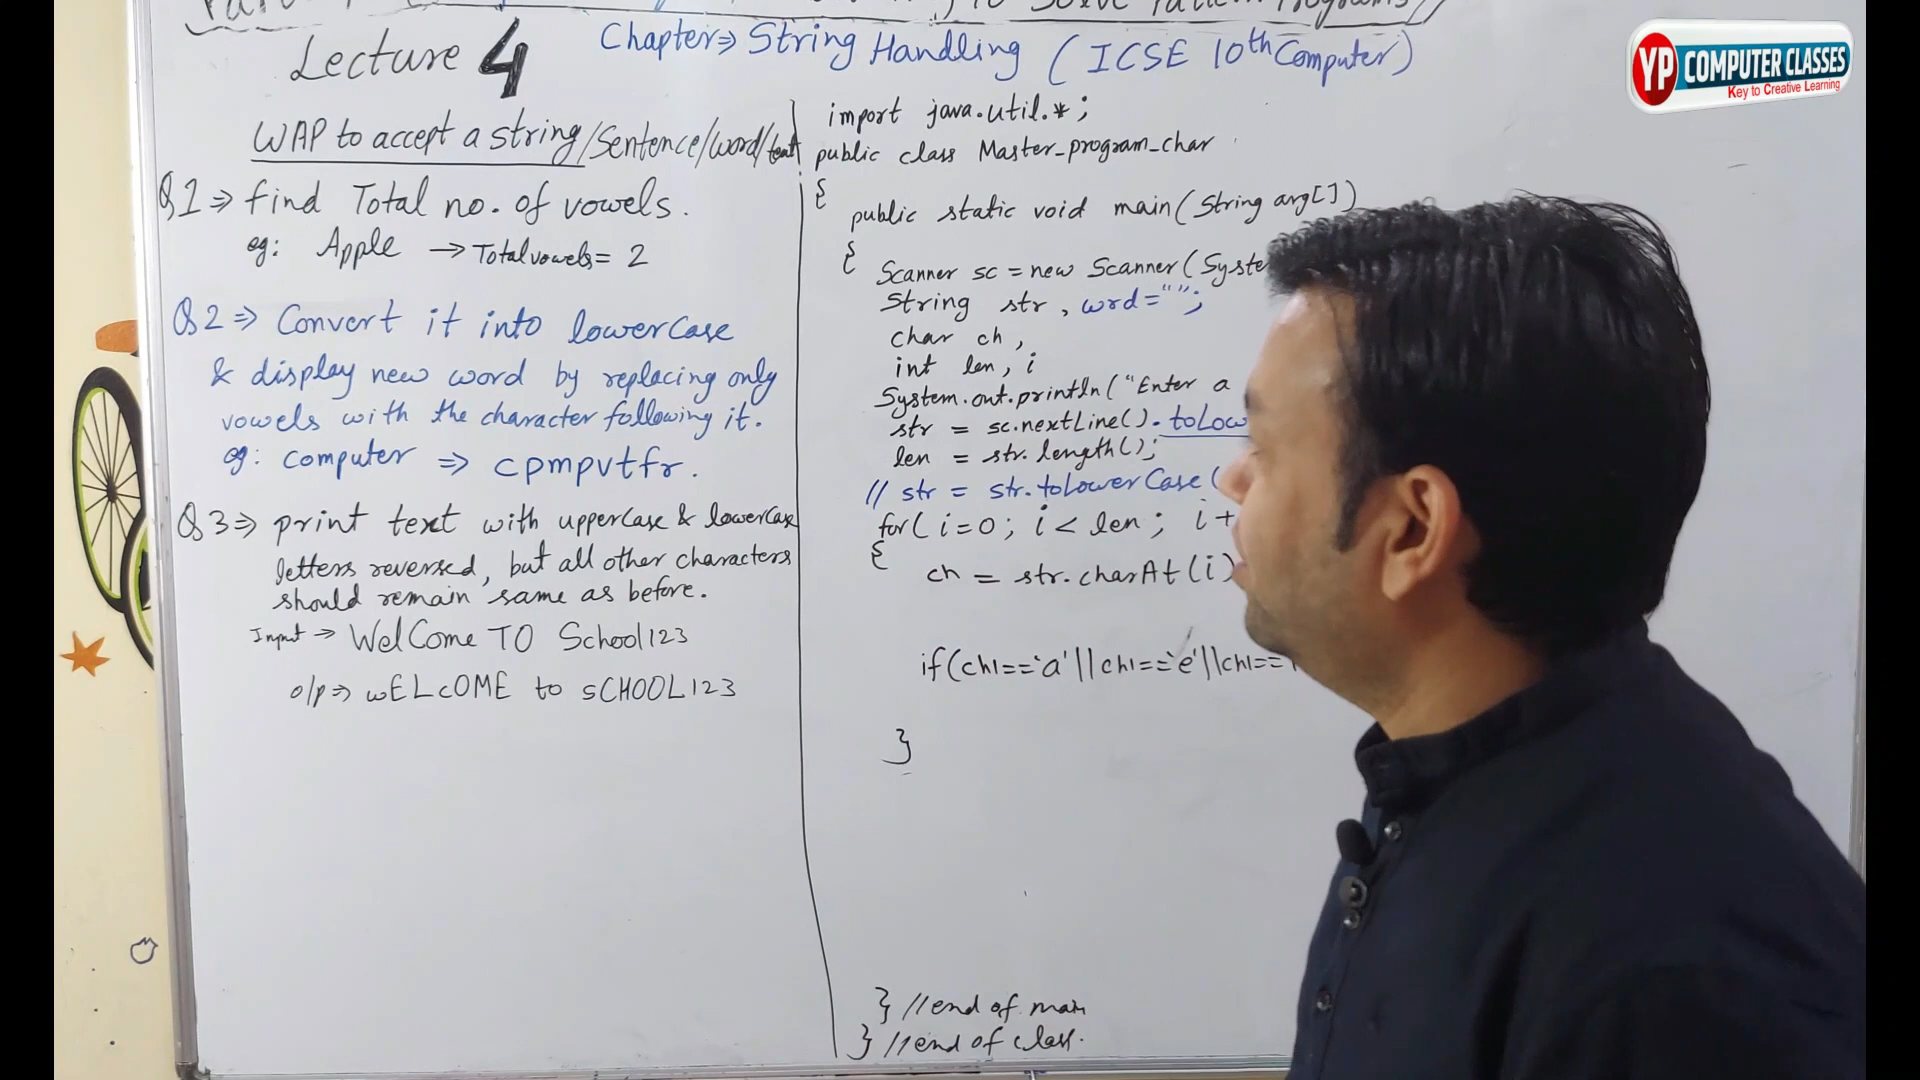 to Solve Pattern Programs
Lecture 4
Chapter⇒ String Handling ( ICSE 10th Computer)
YP COMPUTER CLASSES
Key to Creative Learning
WAP to accept a string/Sentence/word/text
Q1⇒ find Total no. of vowels.
eg: Apple → Total vowels = 2
Q2⇒ Convert it into lowercase
& display new word by replacing only
vowels with the character following it.
eg: computer ⇒ cpmpvtfr.
Q3⇒ print text with uppercase & lowercase
letters reversed, but all other characters
should remain same as before.
Input → WelCome TO School123
o/p⇒ wELcOME to sCHOOL123
import java.util.*;
public class Master_program_char
{
public static void main(String arg[])
{
Scanner sc = new Scanner(Syste
String str , wrd="";
char ch ,
int len, i
System.out.println("Enter a
str = sc.nextLine().toLow
len = str.length();
// str = str.toLowerCase(
for( i=0; i< len ; i+
{
ch = str.charAt(i)
if(ch1=='a'||ch1=='e'||ch1==
}
} //end of main
} //end of class.